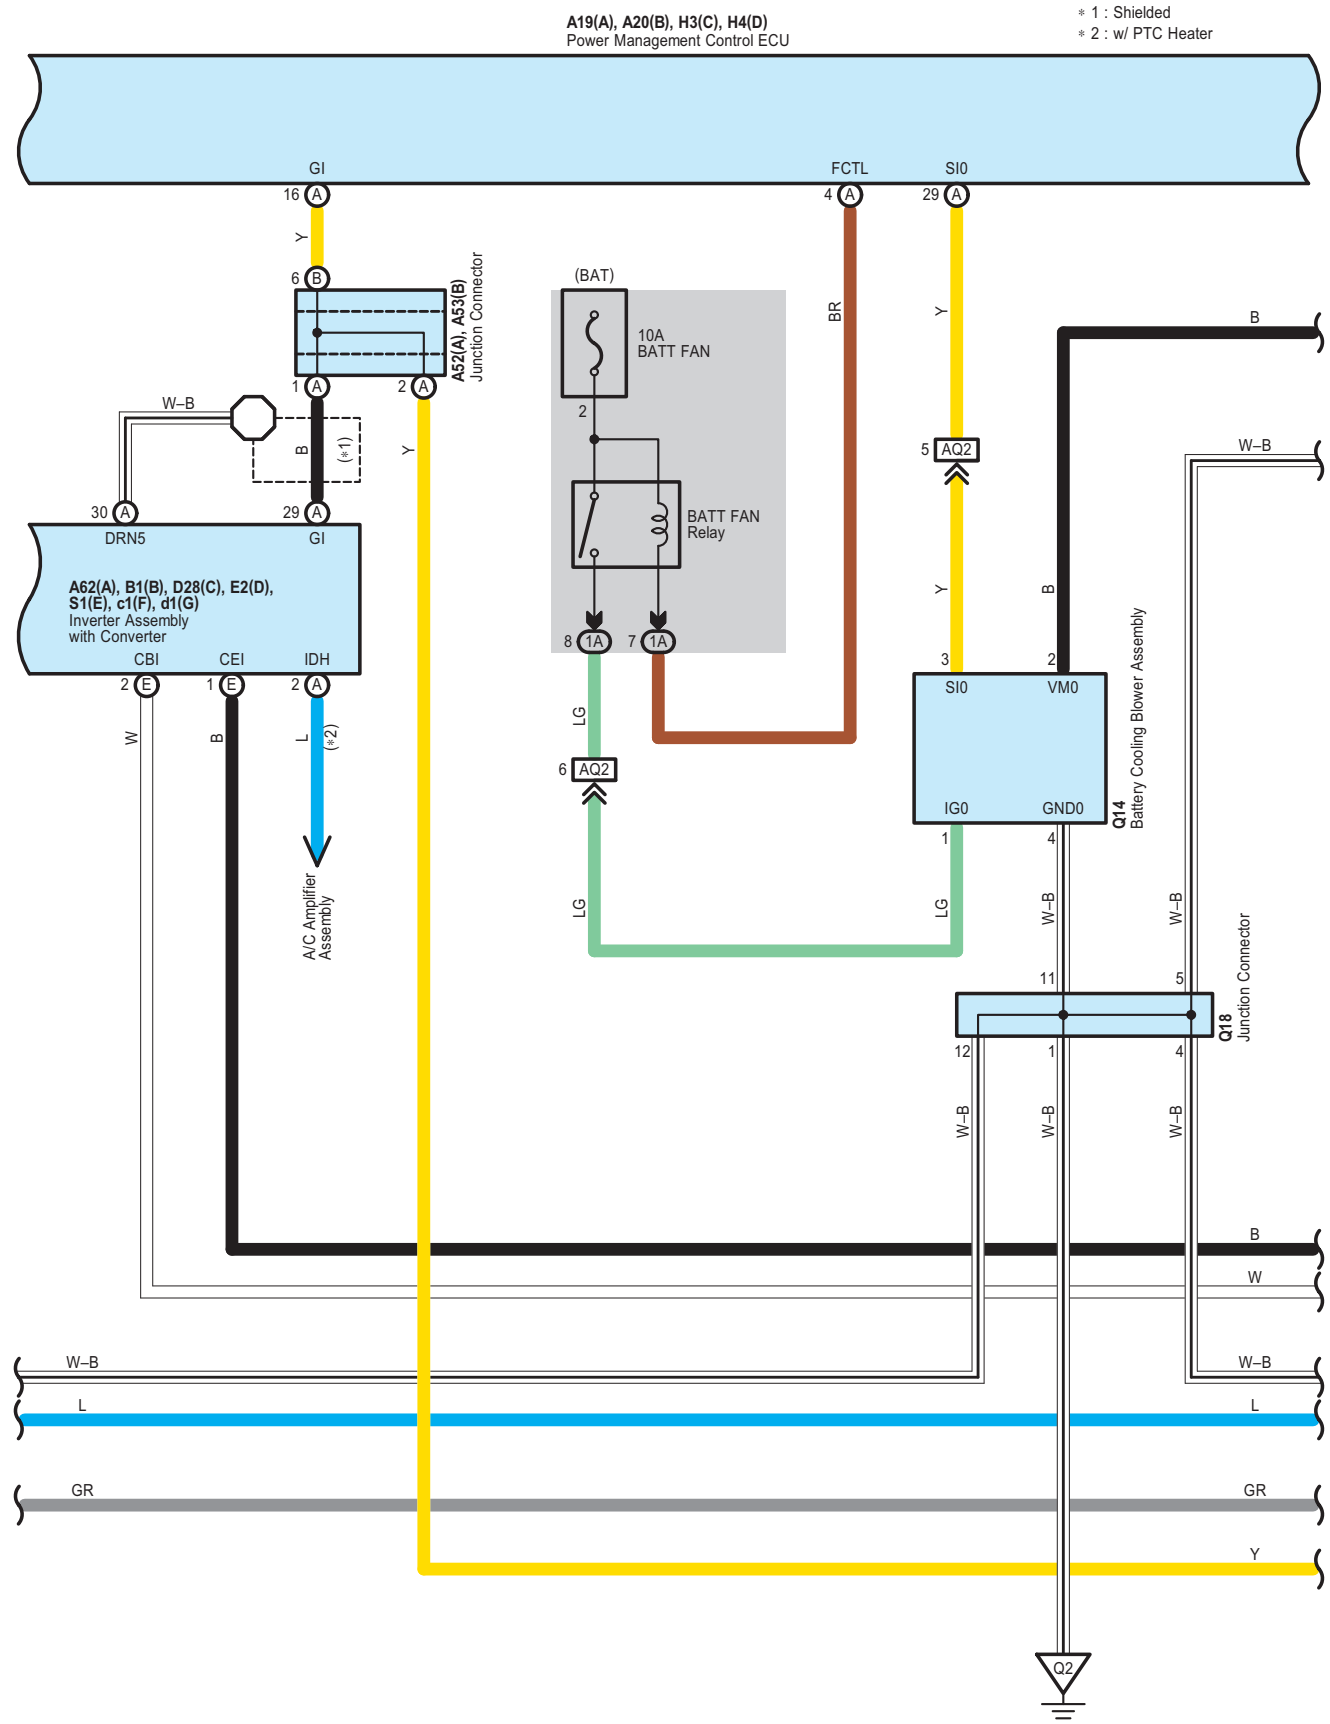 A19(A), A20(B), H3(C), H4(D)
Power Management Control ECU
* 1 : Shielded
* 2 : w/ PTC Heater
GI
FCTL
SI0
16 A
4 A
29 A
Y
6 B
A52(A), A53(B)
Junction Connector
1 A
2 A
(BAT)
10A
BATT FAN
2
BATT FAN
Relay
8 1A
7 1A
BR
Y
5 AQ2
Y
B
B
W–B
W–B
B
(*1)
Y
30 A
29 A
DRN5
GI
A62(A), B1(B), D28(C), E2(D),
S1(E), c1(F), d1(G)
Inverter Assembly
with Converter
CBI
CEI
IDH
2 E
1 E
2 A
W
B
L
(*2)
A/C Amplifier
Assembly
LG
6 AQ2
LG
3
2
SI0
VM0
IG0
GND0
Q14
Battery Cooling Blower Assembly
1
4
LG
W–B
W–B
11
5
Q18
Junction Connector
12
1
4
W–B
W–B
W–B
B
W
W–B
W–B
L
L
GR
GR
Y
Q2